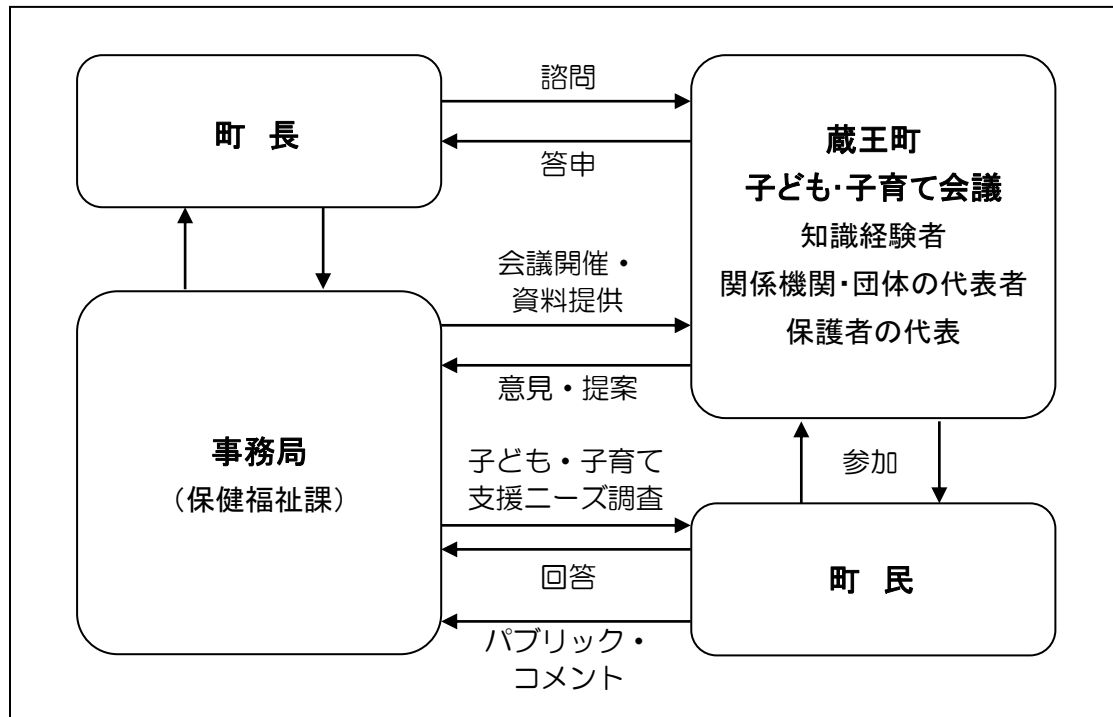 諮問
町 長
答申
蔵王町
子ども・子育て会議
知識経験者
関係機関・団体の代表者
保護者の代表
会議開催・
資料提供
意見・提案
事務局
（保健福祉課）
子ども・子育て
支援ニーズ調査
参加
回答
町 民
パブリック・
コメント